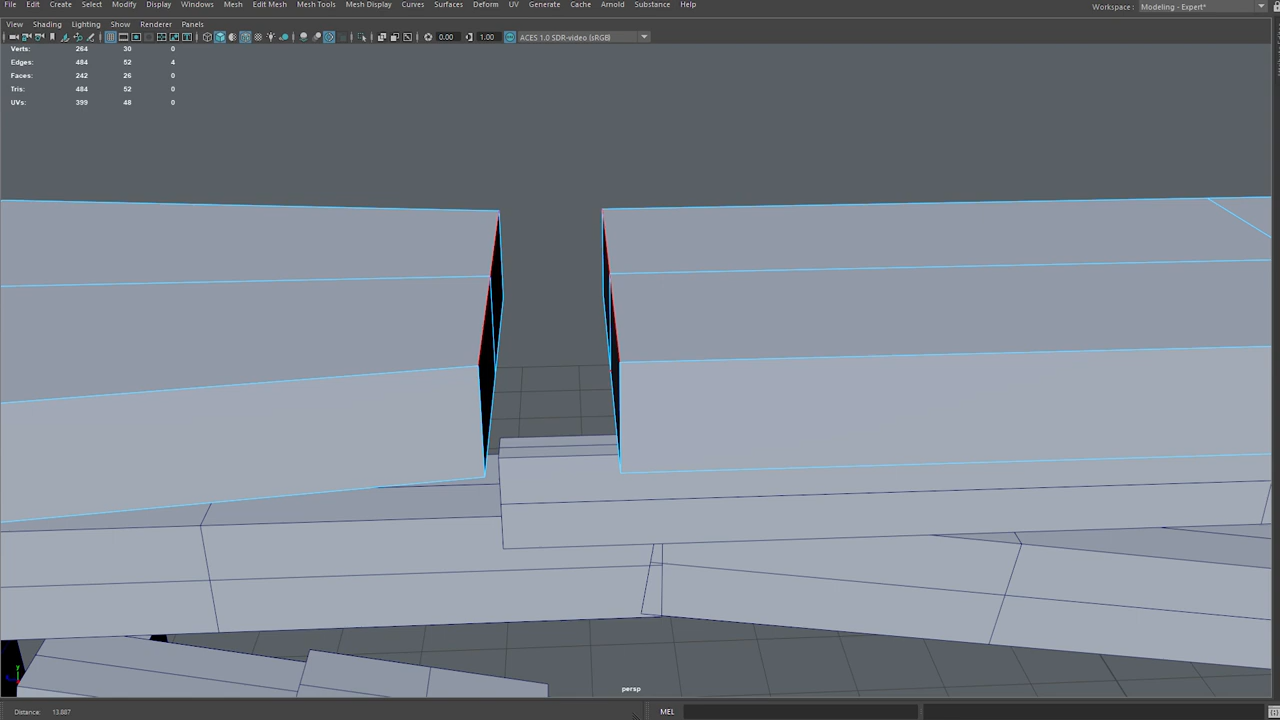 File Edit Create Select Modify Display Windows Mesh Edit Mesh Mesh Tools Mesh Display Curves Surfaces Deform UV Generate Cache Arnold Substance Help Workspace : Modeling - Expert*
View Shading Lighting Show Renderer Panels
0.00 1.00 ACES 1.0 SDR-video (sRGB)
Verts: 264 30 0
Edges: 484 52 4
Faces: 242 26 0
Tris: 484 52 0
UVs: 399 48 0
y
persp
Distance: 13.887 MEL